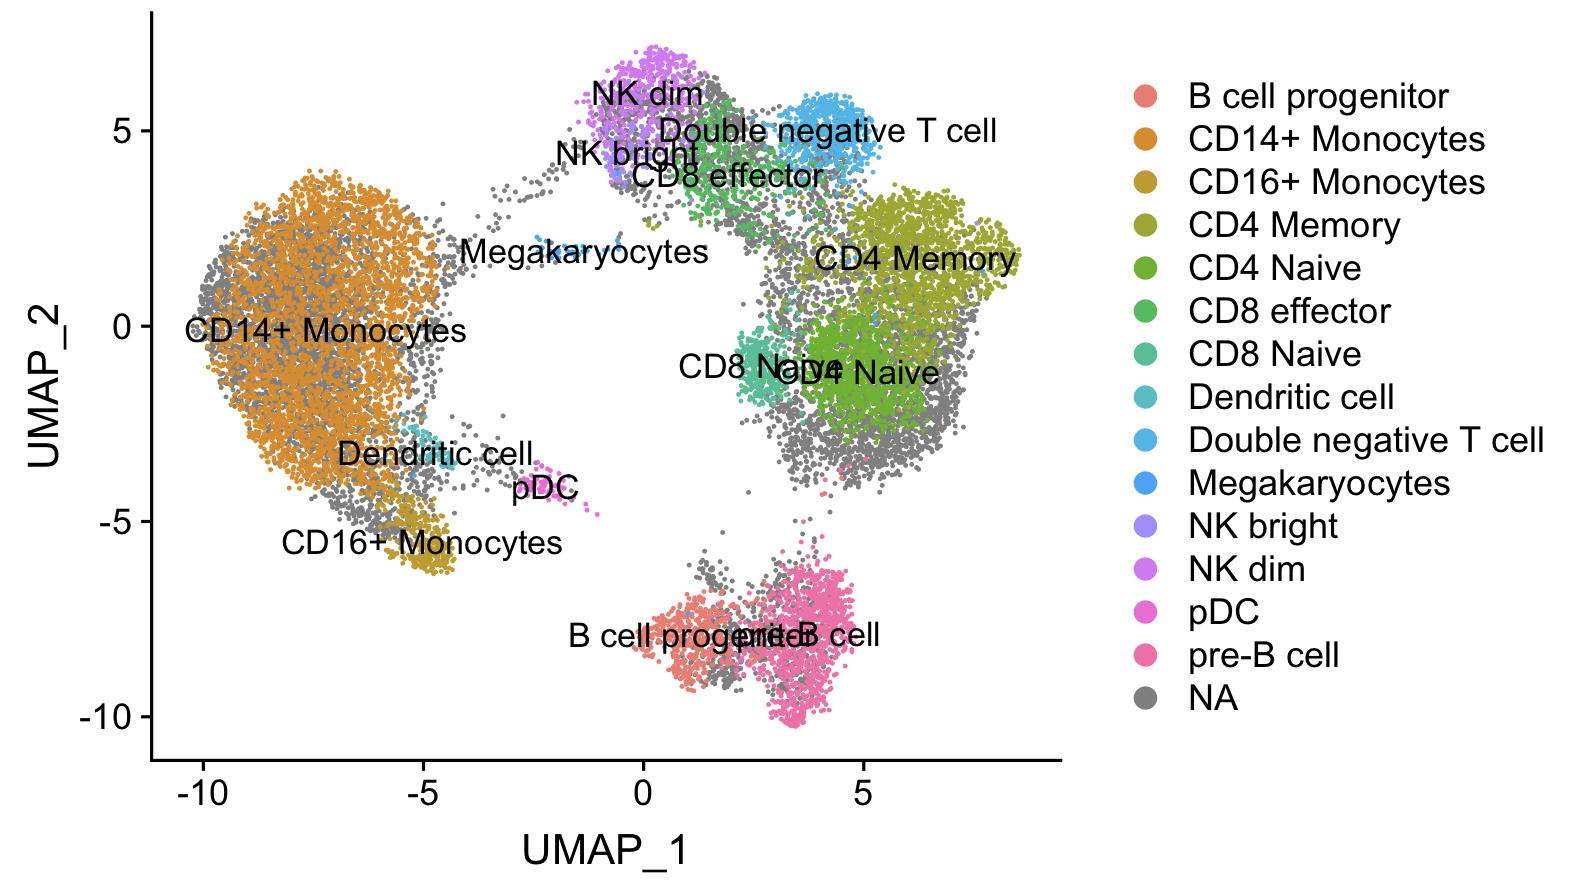 UMAP_2
5
0
-5
-10
-10
-5
0
5
UMAP_1
NK dim
Double negative T cell
NK bright
CD8 effector
Megakaryocytes
CD4 Memory
CD14+ Monocytes
CD8 Naive
CD4 Naive
Dendritic cell
pDC
CD16+ Monocytes
B cell progenitor
pre-B cell
B cell progenitor
CD14+ Monocytes
CD16+ Monocytes
CD4 Memory
CD4 Naive
CD8 effector
CD8 Naive
Dendritic cell
Double negative T cell
Megakaryocytes
NK bright
NK dim
pDC
pre-B cell
NA